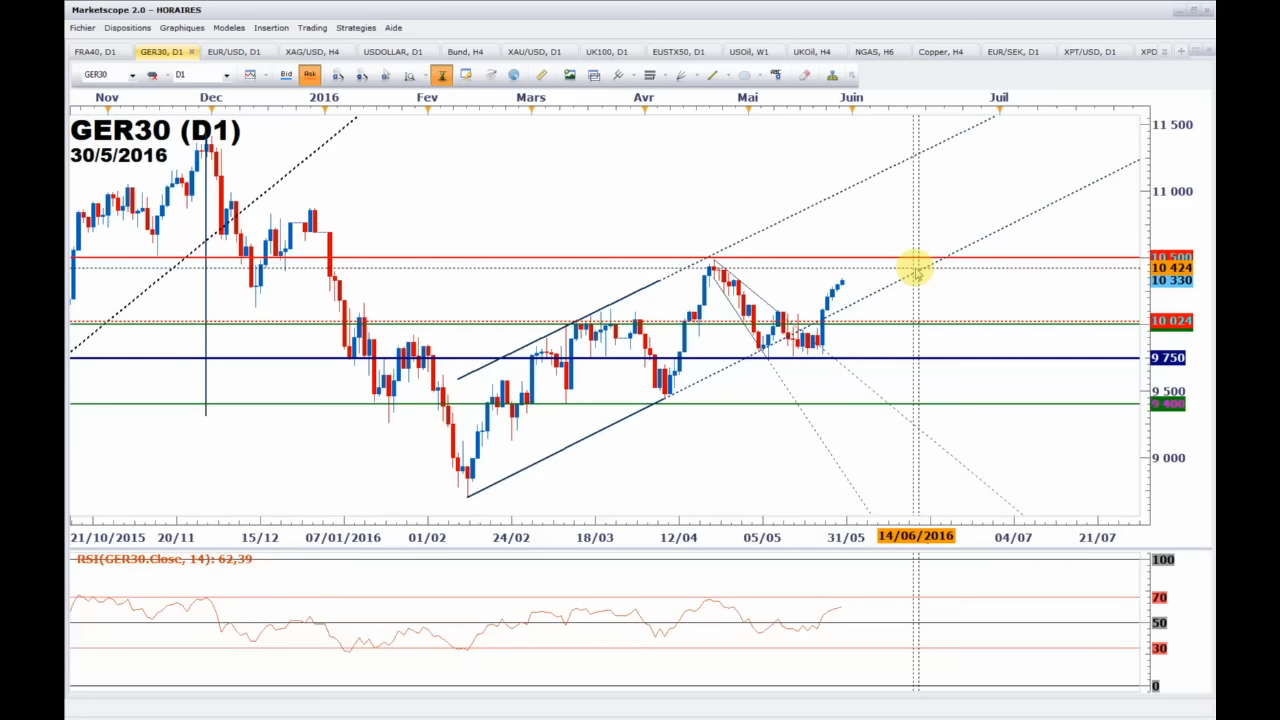 Marketscope 2.0 – HORAIRES
Fichier Dispositions Graphiques Modeles Insertion Trading Strategies Aide
FRA40, D1 GER30, D1 EUR/USD, D1 XAG/USD, H4 USDOLLAR, D1 Bund, H4 XAU/USD, D1 UK100, D1 EUSTX50, D1 USOil, W1 UKOil, H4 NGAS, H6 Copper, H4 EUR/SEK, D1 XPT/USD, D1 XPD
GER30 D1 Bid Ask
Nov Dec 2016 Fev Mars Avr Mai Juin Juil
GER30 (D1)
30/5/2016
11 500
11 000
10 500
10 424
10 330
10 024
9 750
9 500
9 400
9 000
21/10/2015 20/11 15/12 07/01/2016 01/02 24/02 18/03 12/04 05/05 31/05 14/06/2016 04/07 21/07
RSI(GER30.Close, 14): 62,39
100
70
50
30
0